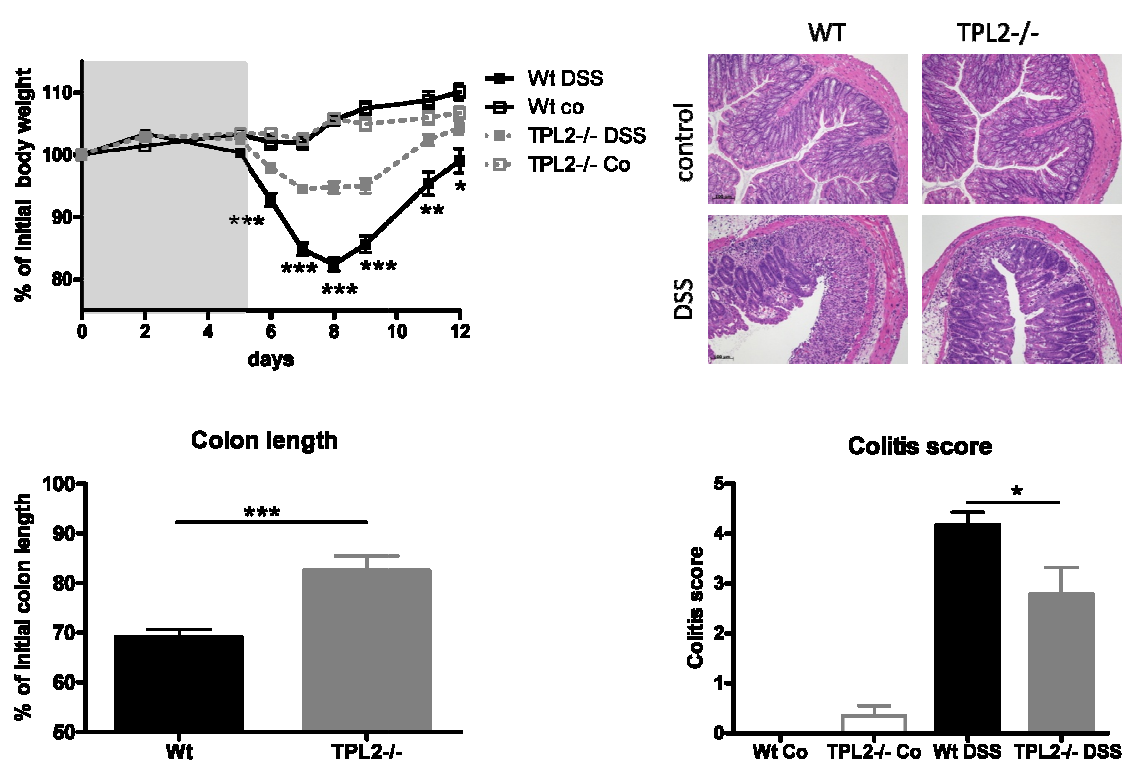 % of initial body weight
110
100
90
80
0 2 4 6 8 10 12
days
***
***
***
***
**
*
Wt DSS
Wt co
TPL2-/- DSS
TPL2-/- Co
WT TPL2-/-
control
DSS
Colon length
% of initial colon length
100
90
80
70
60
50
***
Wt TPL2-/-
Colitis score
Colitis score
5
4
3
2
1
0
*
Wt Co TPL2-/- Co Wt DSS TPL2-/- DSS